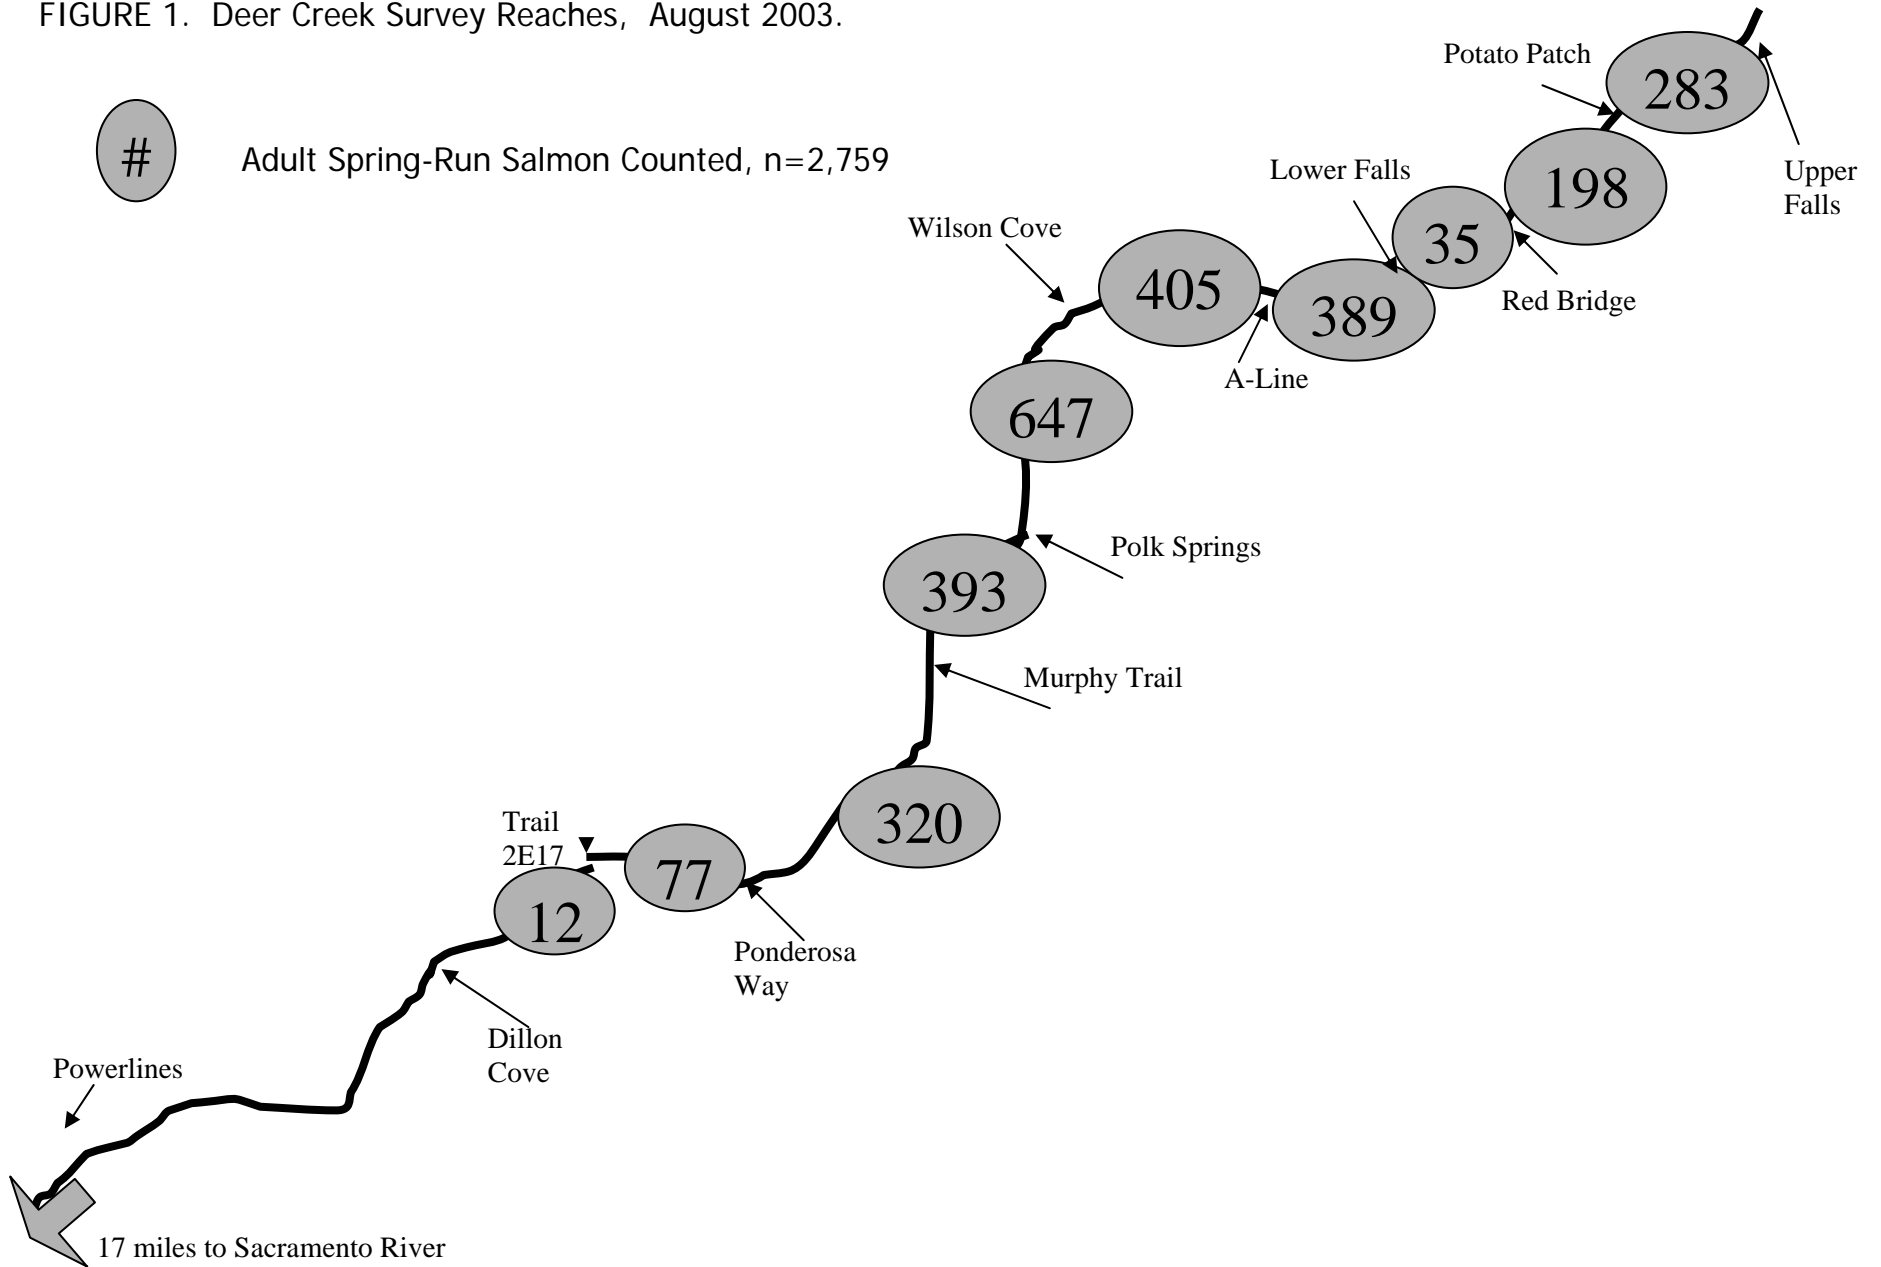 FIGURE 1. Deer Creek Survey Reaches, August 2003.
Potato Patch
283
#
Adult Spring-Run Salmon Counted, n=2,759
Lower Falls
198
Upper
Falls
Wilson Cove
35
405
389
Red Bridge
A-Line
647
Polk Springs
393
Murphy Trail
320
Trail
2E17
77
12
Ponderosa
Way
Dillon
Cove
Powerlines
17 miles to Sacramento River